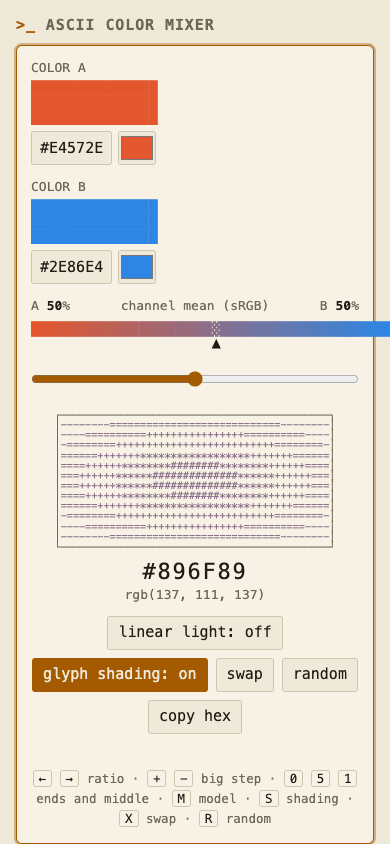 >_ ASCII COLOR MIXER
COLOR A
#E4572E
COLOR B
#2E86E4
A 50% channel mean (sRGB) B 50%
▲
#896F89
rgb(137, 111, 137)
linear light: off
glyph shading: on swap random
copy hex
← → ratio · + − big step · 0 5 1
ends and middle · M model · S shading ·
X swap · R random